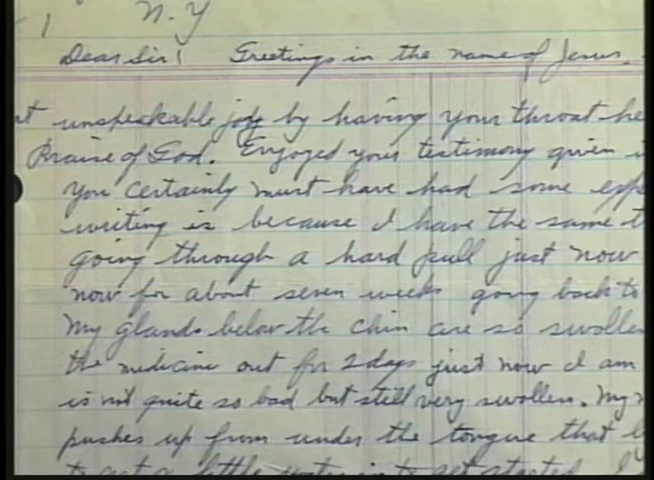 1 N.Y
Dear Sir! Greetings in the name of Jesus.
unspeakable joy by having your throat he
Praise of God. Enjoyed your testimony given i
you certainly must have had some expe
writing is because I have the same t
going through a hard pull just now
now for about seven weeks going back to
My glands below the chin are so swollen
the medicine out for 2 days just now I am
is not quite so bad but still very swollen. My
pushes up from under the tongue that
to get a little water in to get started